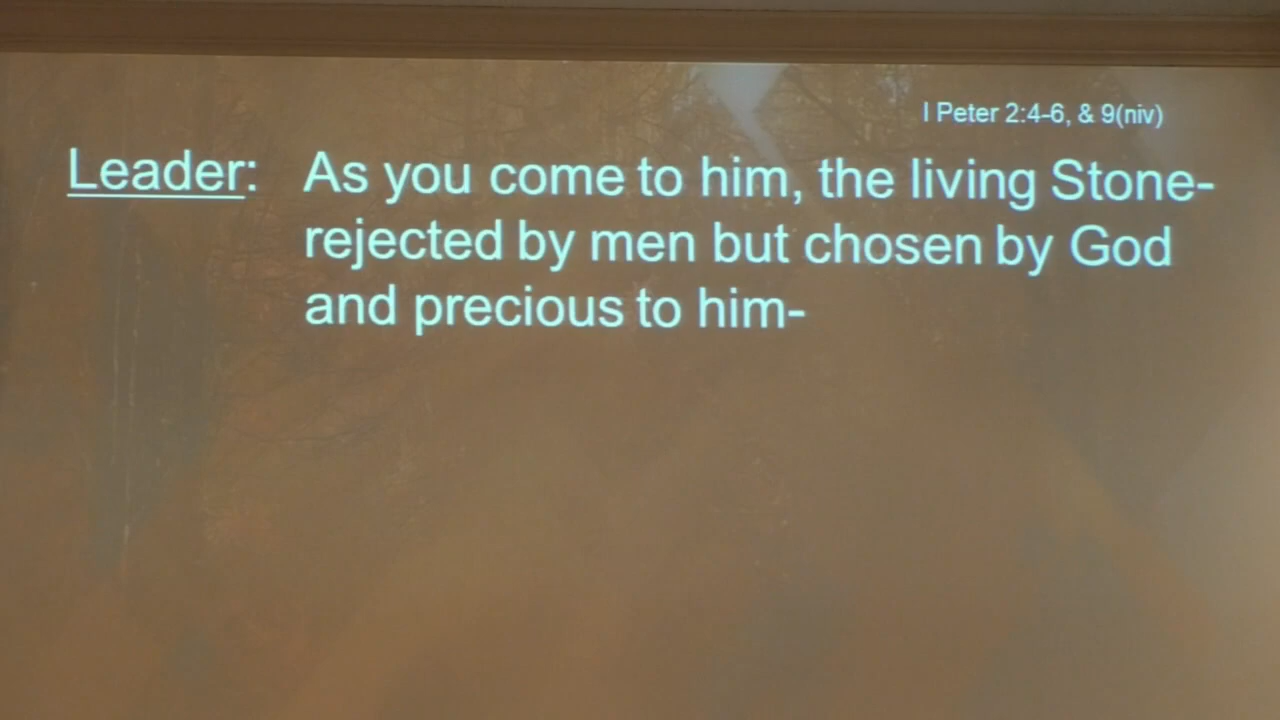 I Peter 2:4-6, & 9(niv)
Leader: As you come to him, the living Stone-
rejected by men but chosen by God
and precious to him-